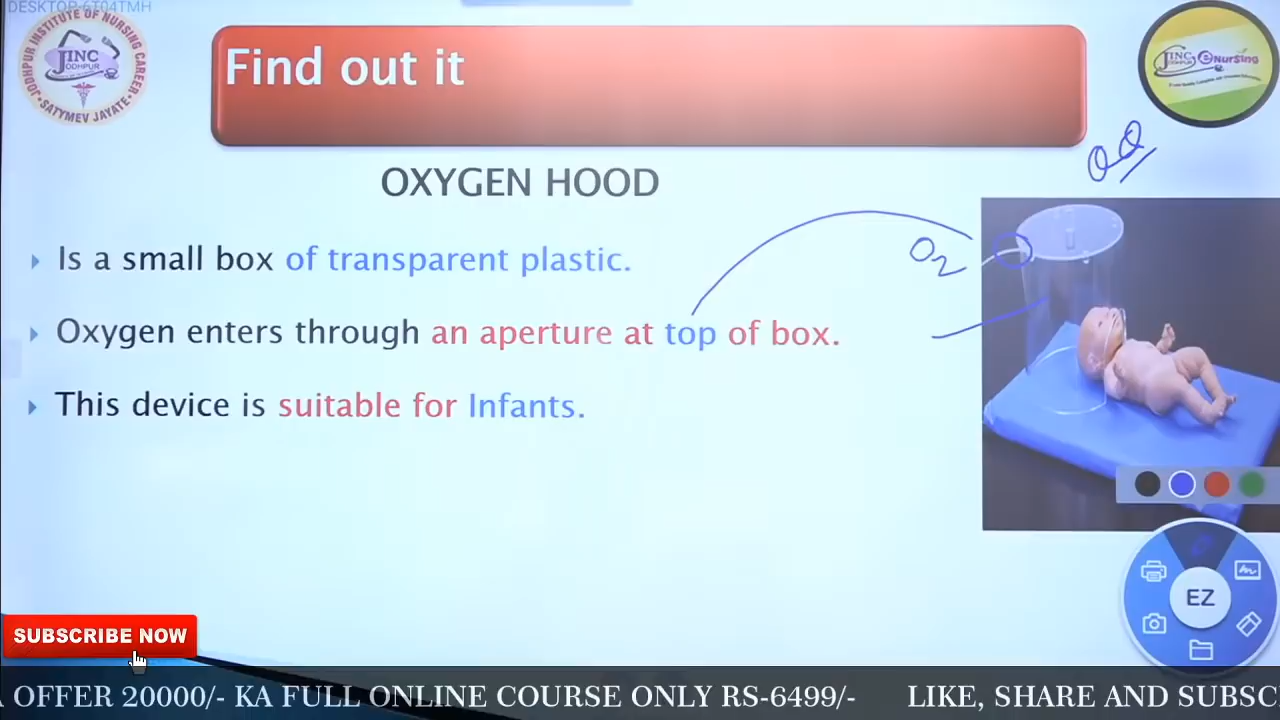 DESKTOP-6T04TMH
JODHPUR INSTITUTE OF NURSING CAREER
JINC
JODHPUR
SATYMEV JAYATE
Find out it
JINC
JODHPUR
eNursing
OXYGEN HOOD
Is a small box of transparent plastic.
O2
Oxygen enters through an aperture at top of box.
This device is suitable for Infants.
EZ
SUBSCRIBE NOW
A OFFER 20000/- KA FULL ONLINE COURSE ONLY RS-6499/- LIKE, SHARE AND SUBSC